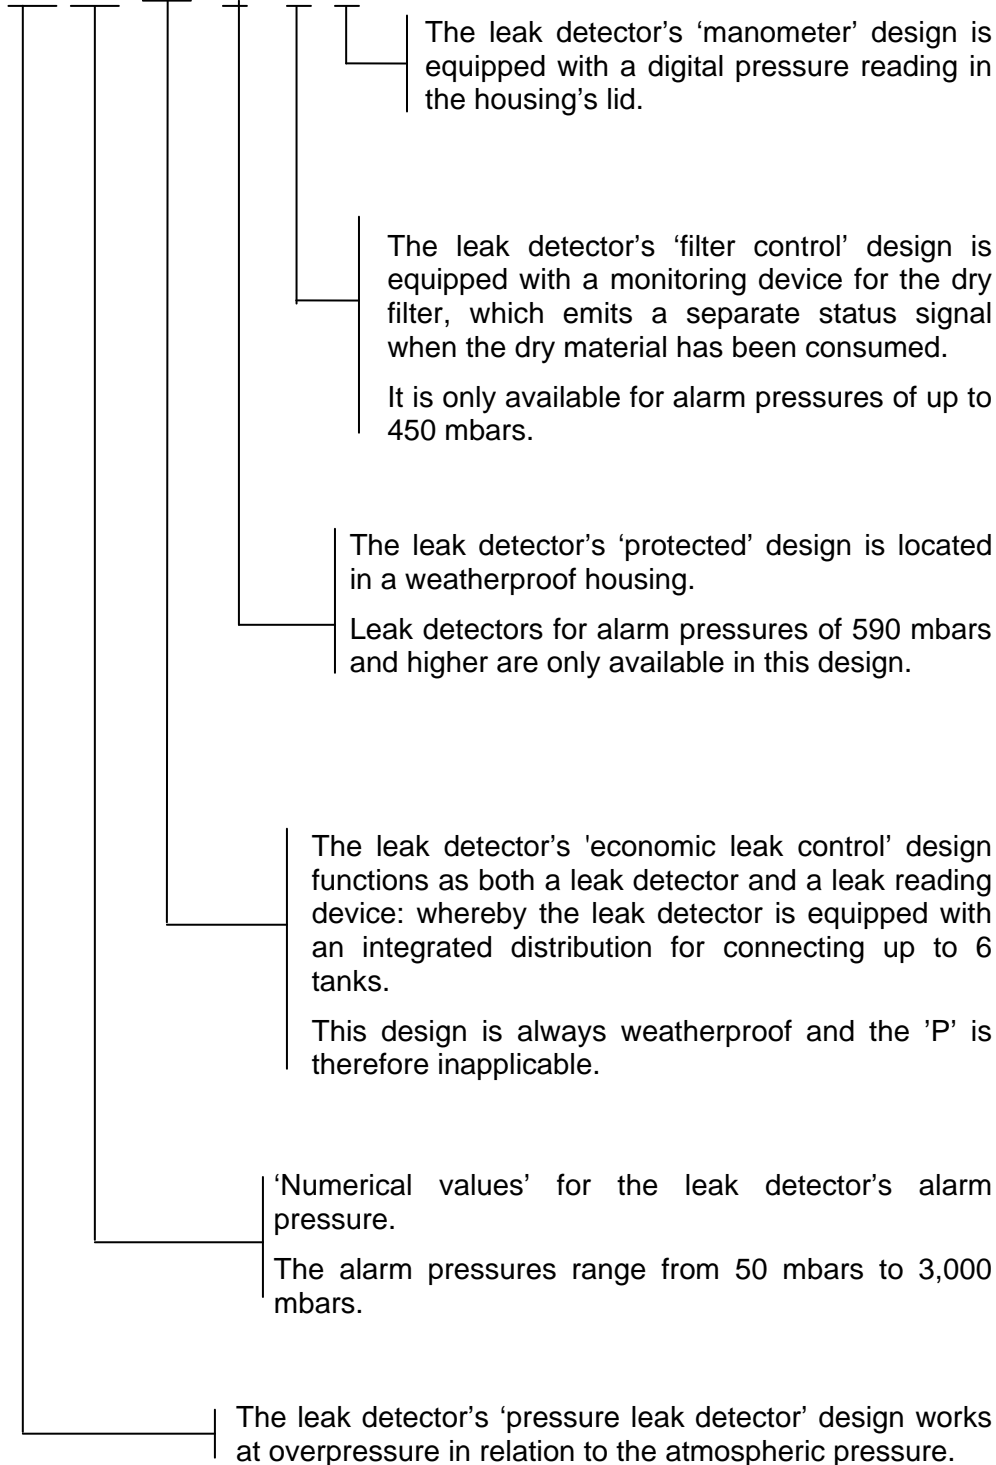 The leak detector's ‘manometer’ design is
equipped with a digital pressure reading in
the housing's lid.
The leak detector's ‘filter control’ design is
equipped with a monitoring device for the dry
filter, which emits a separate status signal
when the dry material has been consumed.
It is only available for alarm pressures of up to
450 mbars.
The leak detector's ‘protected’ design is located
in a weatherproof housing.
Leak detectors for alarm pressures of 590 mbars
and higher are only available in this design.
The leak detector's 'economic leak control’ design
functions as both a leak detector and a leak reading
device: whereby the leak detector is equipped with
an integrated distribution for connecting up to 6
tanks.
This design is always weatherproof and the ’P’ is
therefore inapplicable.
‘Numerical values’ for the leak detector's alarm
pressure.
The alarm pressures range from 50 mbars to 3,000
mbars.
The leak detector's ‘pressure leak detector’ design works
at overpressure in relation to the atmospheric pressure.